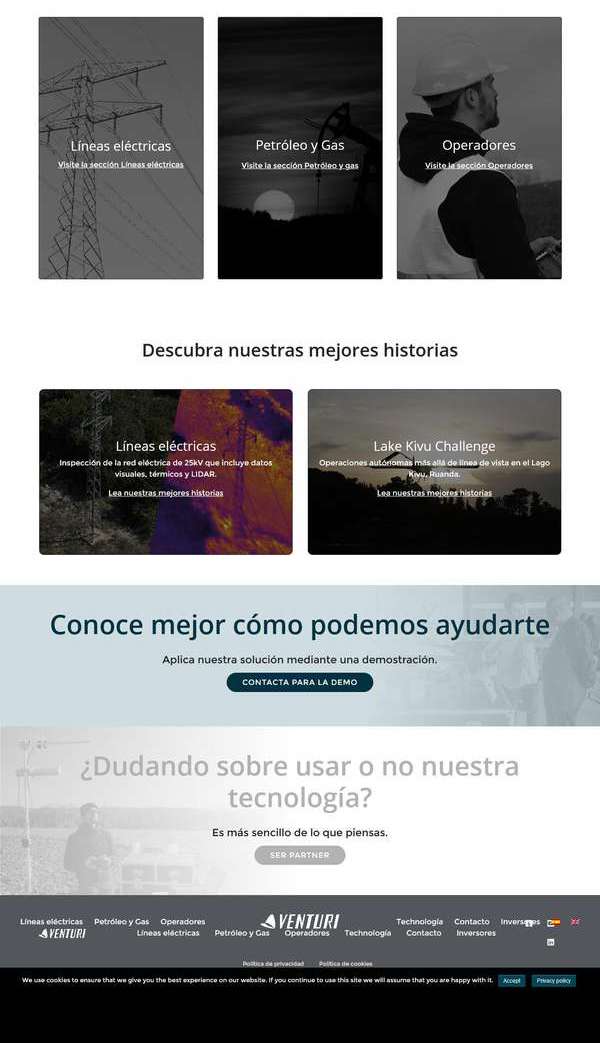 Líneas eléctricas
Visite la sección Líneas eléctricas
Petróleo y Gas
Visite la sección Petróleo y gas
Operadores
Visite la sección Operadores
Descubra nuestras mejores historias
Líneas eléctricas
Inspección de la red eléctrica de 25kV que incluye datos
visuales, térmicos y LIDAR.
Lea nuestras mejores historias
Lake Kivu Challenge
Operaciones autónomas más allá de línea de vista en el Lago
Kivu, Ruanda.
Lea nuestras mejores historias
Conoce mejor cómo podemos ayudarte
Aplica nuestra solución mediante una demostración.
CONTACTA PARA LA DEMO
¿Dudando sobre usar o no nuestra
tecnología?
Es más sencillo de lo que piensas.
SER PARTNER
Líneas eléctricas Petróleo y Gas Operadores VENTURI Tecnología Contacto Inversores
VENTURI Líneas eléctricas Petróleo y Gas Operadores Tecnología Contacto Inversores
Política de privacidad Política de cookies
We use cookies to ensure that we give you the best experience on our website. If you continue to use this site we will assume that you are happy with it. Accept Privacy policy